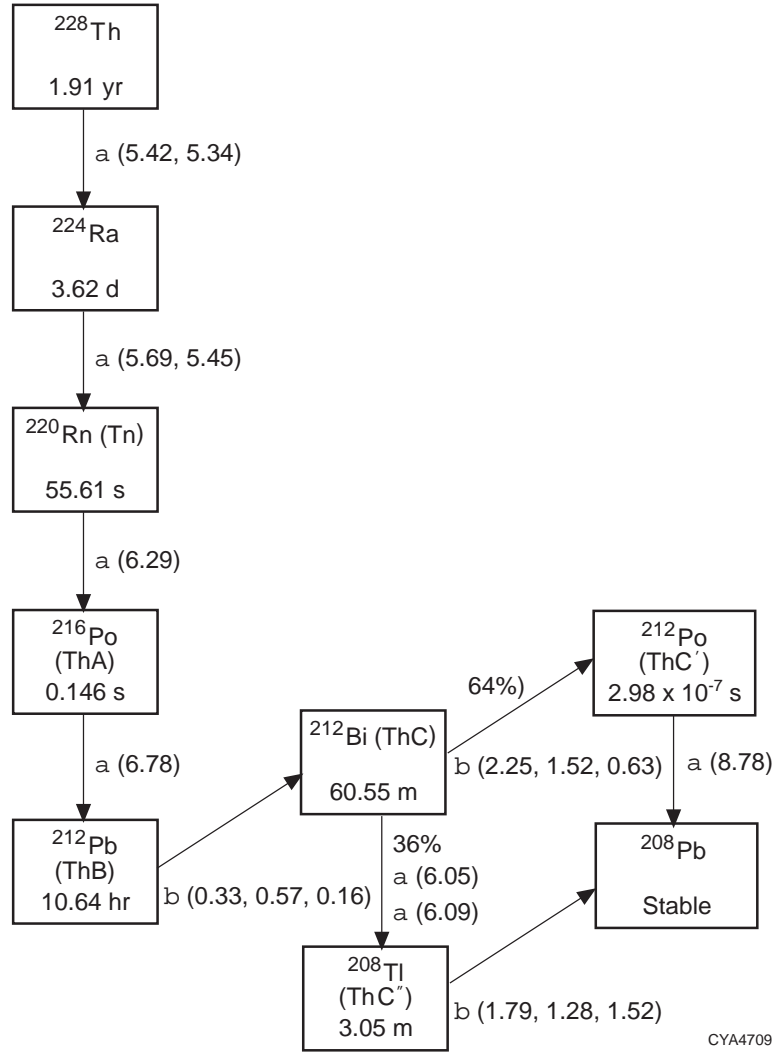 ²²⁸Th
1.91 yr
a (5.42, 5.34)
²²⁴Ra
3.62 d
a (5.69, 5.45)
²²⁰Rn (Tn)
55.61 s
a (6.29)
²¹⁶Po
(ThA)
0.146 s
a (6.78)
²¹²Pb
(ThB)
10.64 hr
b (0.33, 0.57, 0.16)
²¹²Bi (ThC)
60.55 m
64%)
b (2.25, 1.52, 0.63)
²¹²Po
(ThC′)
2.98 x 10⁻⁷ s
a (8.78)
36%
a (6.05)
a (6.09)
²⁰⁸Tl
(ThC″)
3.05 m
b (1.79, 1.28, 1.52)
²⁰⁸Pb
Stable
CYA4709